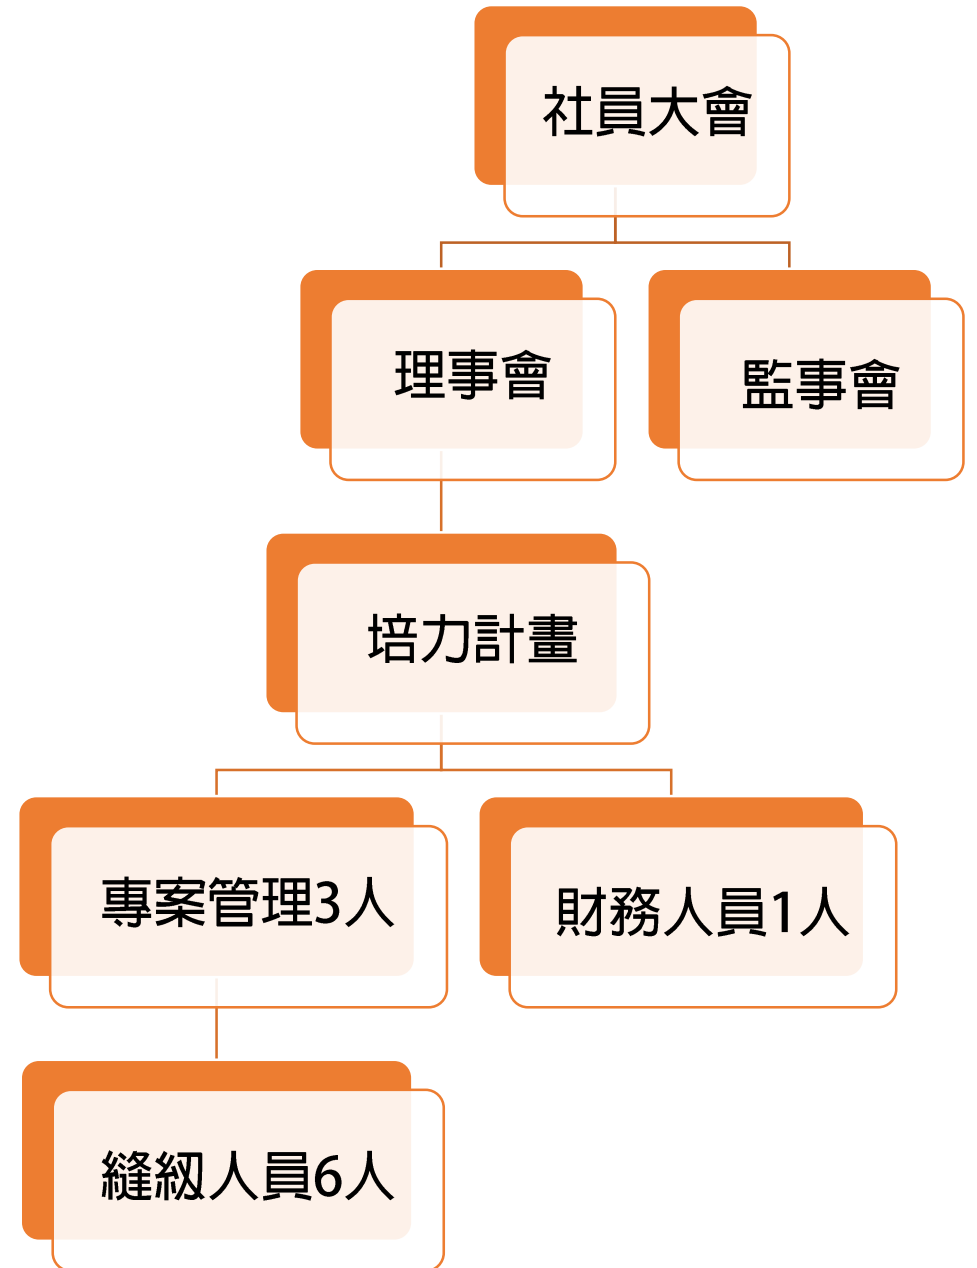 社員大會
理事會
監事會
培力計畫
專案管理3人
財務人員1人
縫紉人員6人